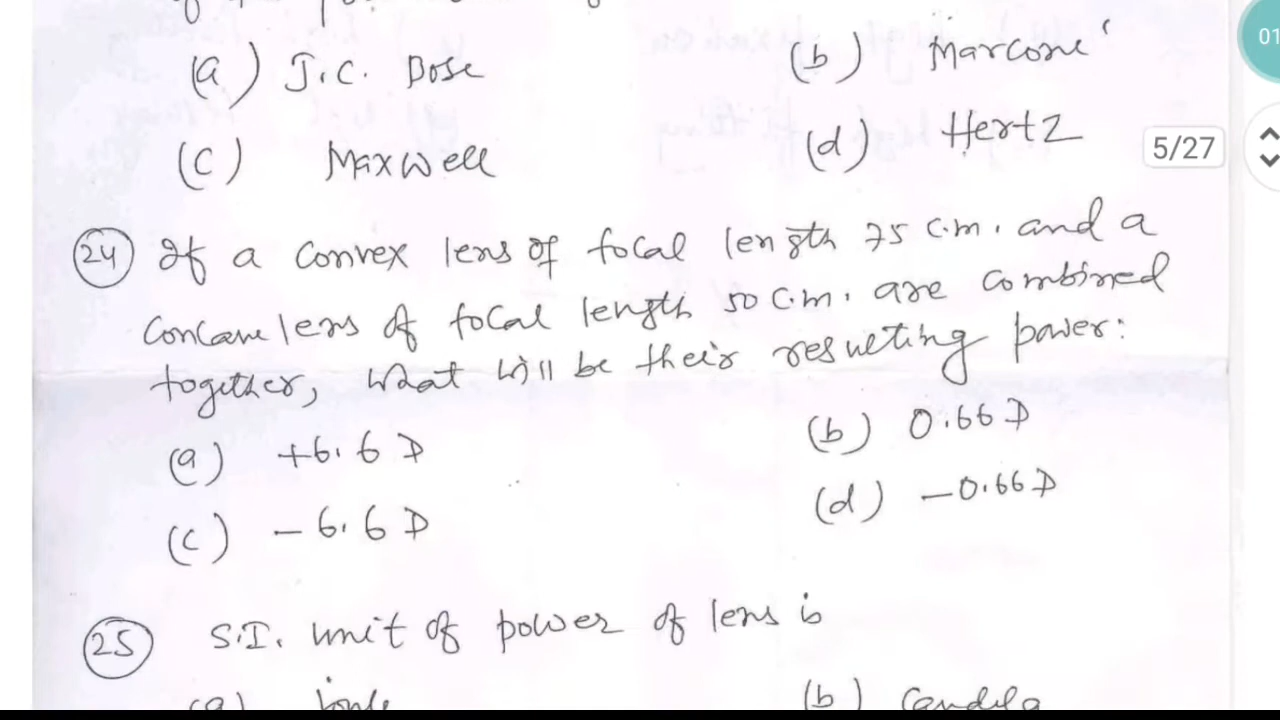 (a) J.C. Bose (b) Marconi
(c) Maxwell (d) Hertz
5/27
01
(24) If a convex lens of focal length 75 c.m. and a
concave lens of focal length 50 c.m. are combined
together, what will be their resulting power:
(a) +6.6 D (b) 0.66 D
(c) -6.6 D (d) -0.66 D
(25) S.I. unit of power of lens is
(a) Joule (b) Candela